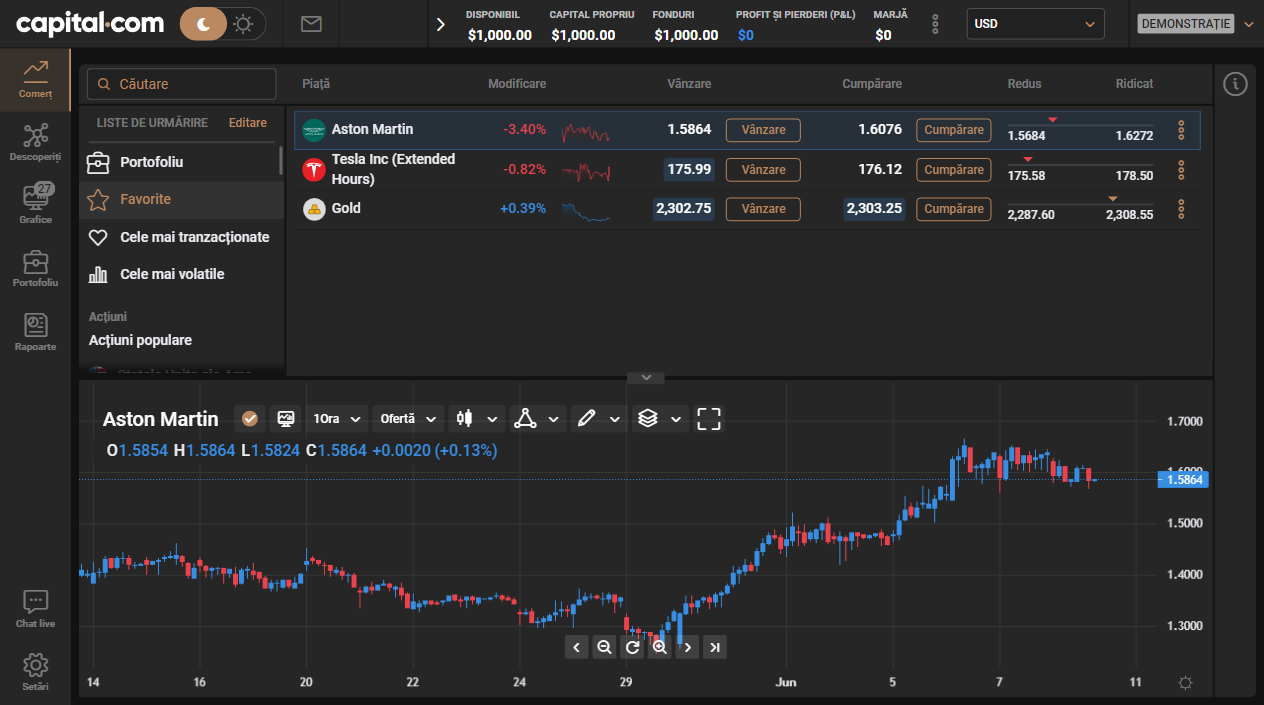 capital.com
DISPONIBIL
$1,000.00
CAPITAL PROPRIU
$1,000.00
FONDURI
$1,000.00
PROFIT ȘI PIERDERI (P&L)
$0
MARJĂ
$0
USD
DEMONSTRAȚIE
Comerț
Descoperiți
27
Grafice
Portofoliu
Rapoarte
Chat live
Setări
Căutare
LISTE DE URMĂRIRE Editare
Portofoliu
Favorite
Cele mai tranzacționate
Cele mai volatile
Acțiuni
Acțiuni populare
Piață Modificare Vânzare Cumpărare Redus Ridicat
Aston Martin -3.40% 1.5864 Vânzare 1.6076 Cumpărare 1.5684 1.6272
Tesla Inc (Extended
Hours) -0.82% 175.99 Vânzare 176.12 Cumpărare 175.58 178.50
Gold +0.39% 2,302.75 Vânzare 2,303.25 Cumpărare 2,287.60 2,308.55
Aston Martin 1Ora Ofertă
O1.5854 H1.5864 L1.5824 C1.5864 +0.0020 (+0.13%)
1.7000
1.6000
1.5864
1.5000
1.4000
1.3000
14 16 20 22 24 29 Jun 5 7 11